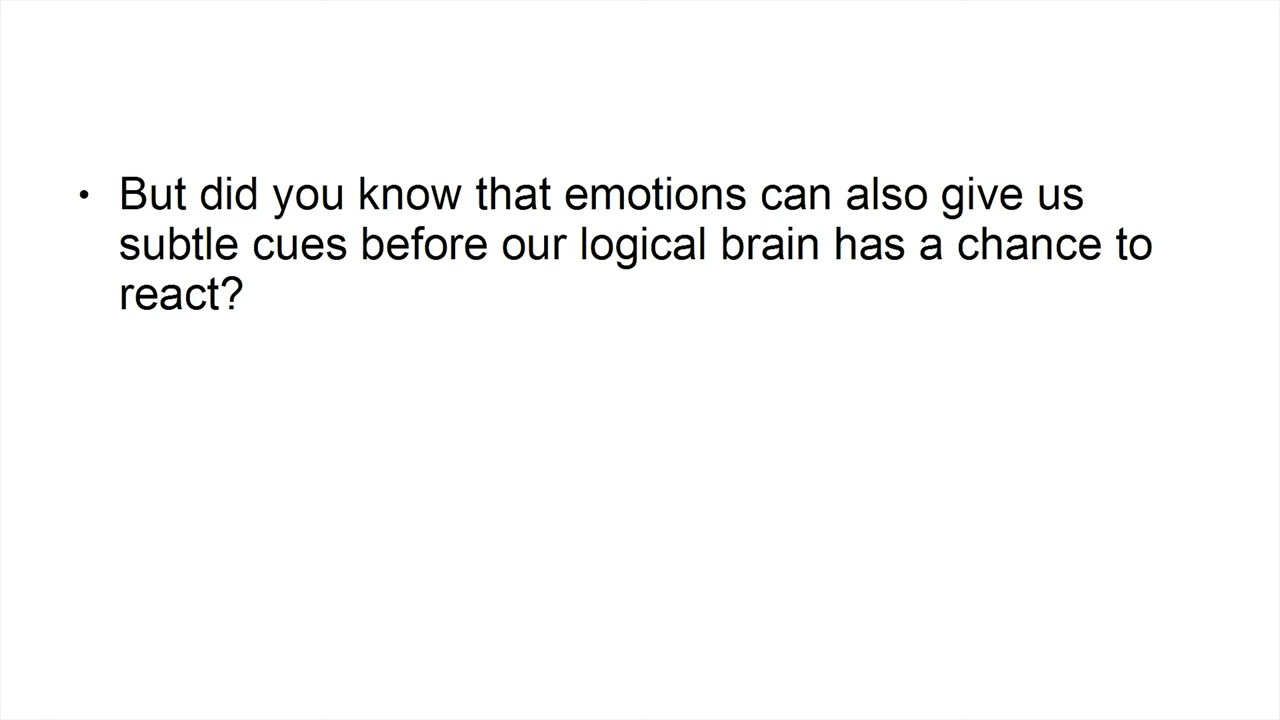 • But did you know that emotions can also give us
subtle cues before our logical brain has a chance to
react?